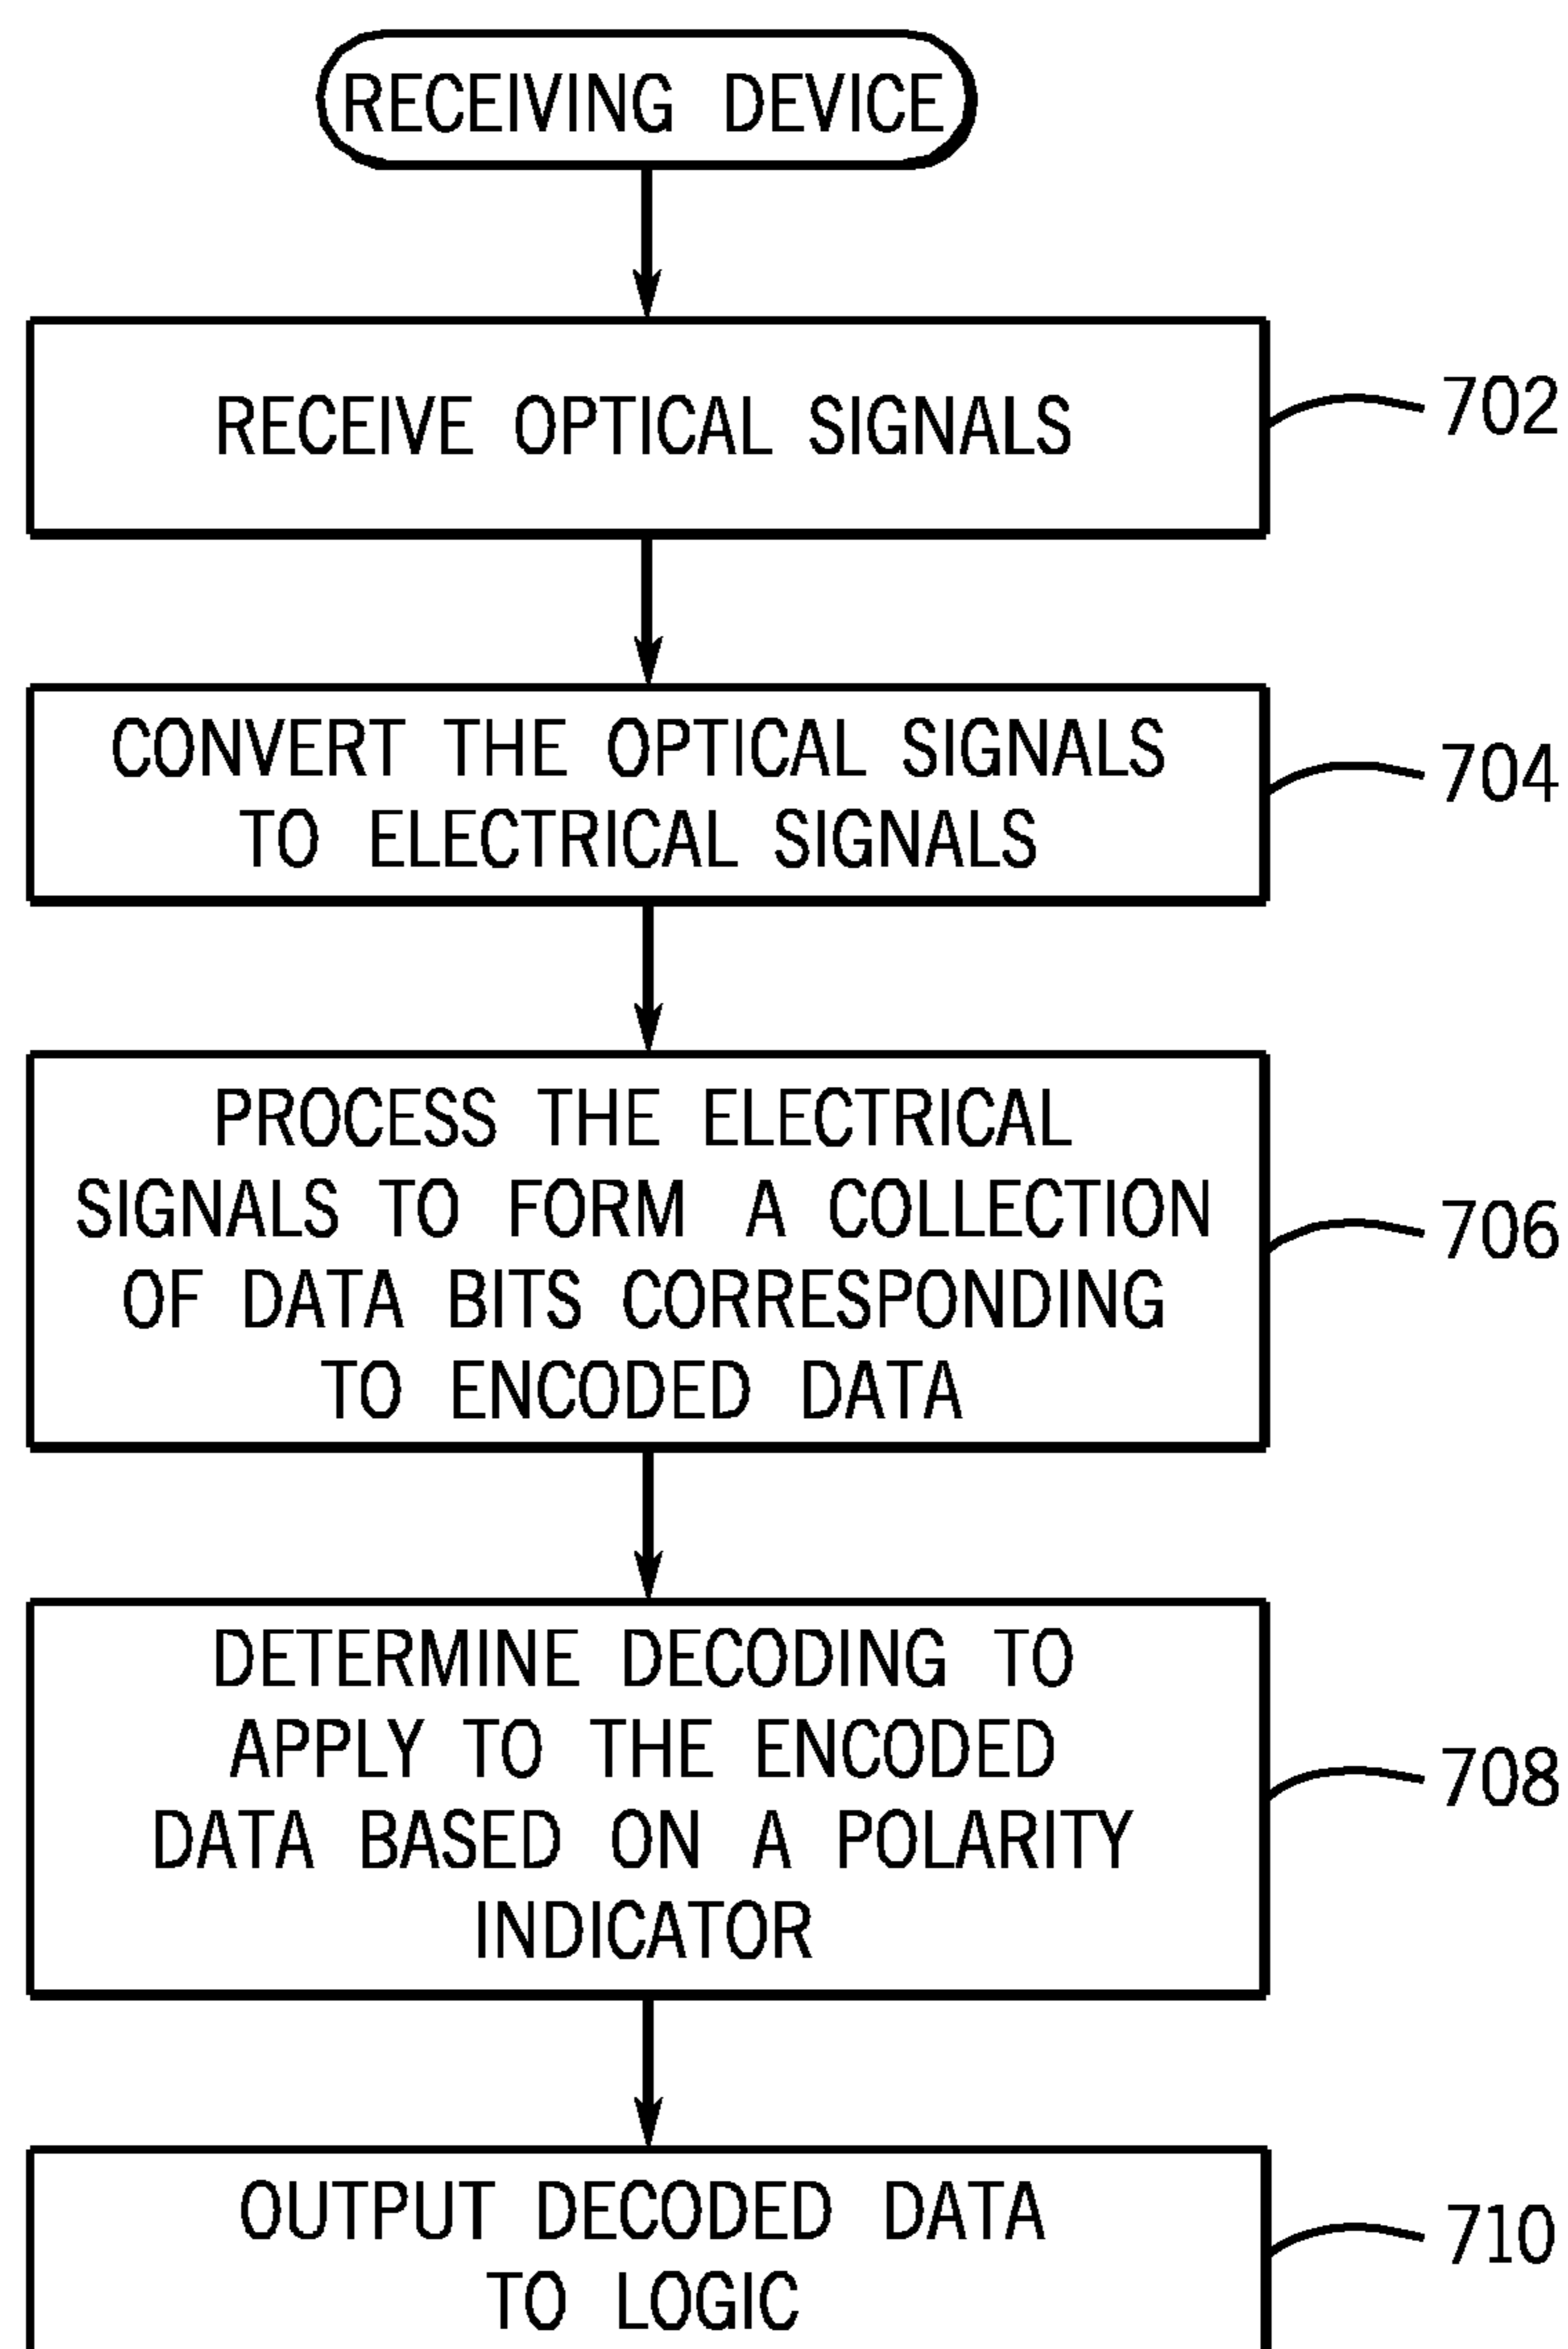 RECEIVING DEVICE
RECEIVE OPTICAL SIGNALS
702
CONVERT THE OPTICAL SIGNALS
TO ELECTRICAL SIGNALS
704
PROCESS THE ELECTRICAL
SIGNALS TO FORM A COLLECTION
OF DATA BITS CORRESPONDING
TO ENCODED DATA
706
DETERMINE DECODING TO
APPLY TO THE ENCODED
DATA BASED ON A POLARITY
INDICATOR
708
OUTPUT DECODED DATA
TO LOGIC
710